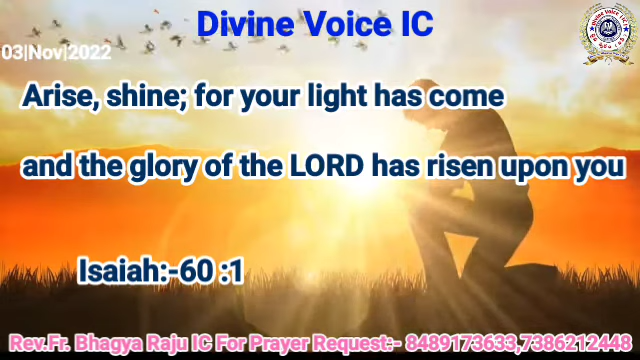 Divine Voice IC
03|Nov|2022
Arise, shine; for your light has come
and the glory of the LORD has risen upon you
Isaiah:-60 :1
Rev.Fr. Bhagya Raju IC For Prayer Request:- 8489173633,7386212448